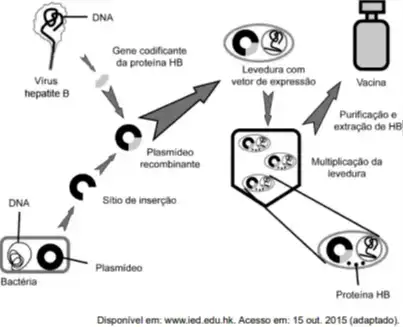 DNA
Vírus
hepatite B
Gene codificante
da proteína HB
Plasmídeo
recombinante
Sítio de inserção
DNA
Plasmídeo
Bactéria
Levedura com
vetor de expressão
Vacina
Purificação e
extração de HB
Multiplicação da
levedura
Proteína HB
Disponível em: www.ied.edu.hk. Acesso em: 15 out. 2015 (adaptado).